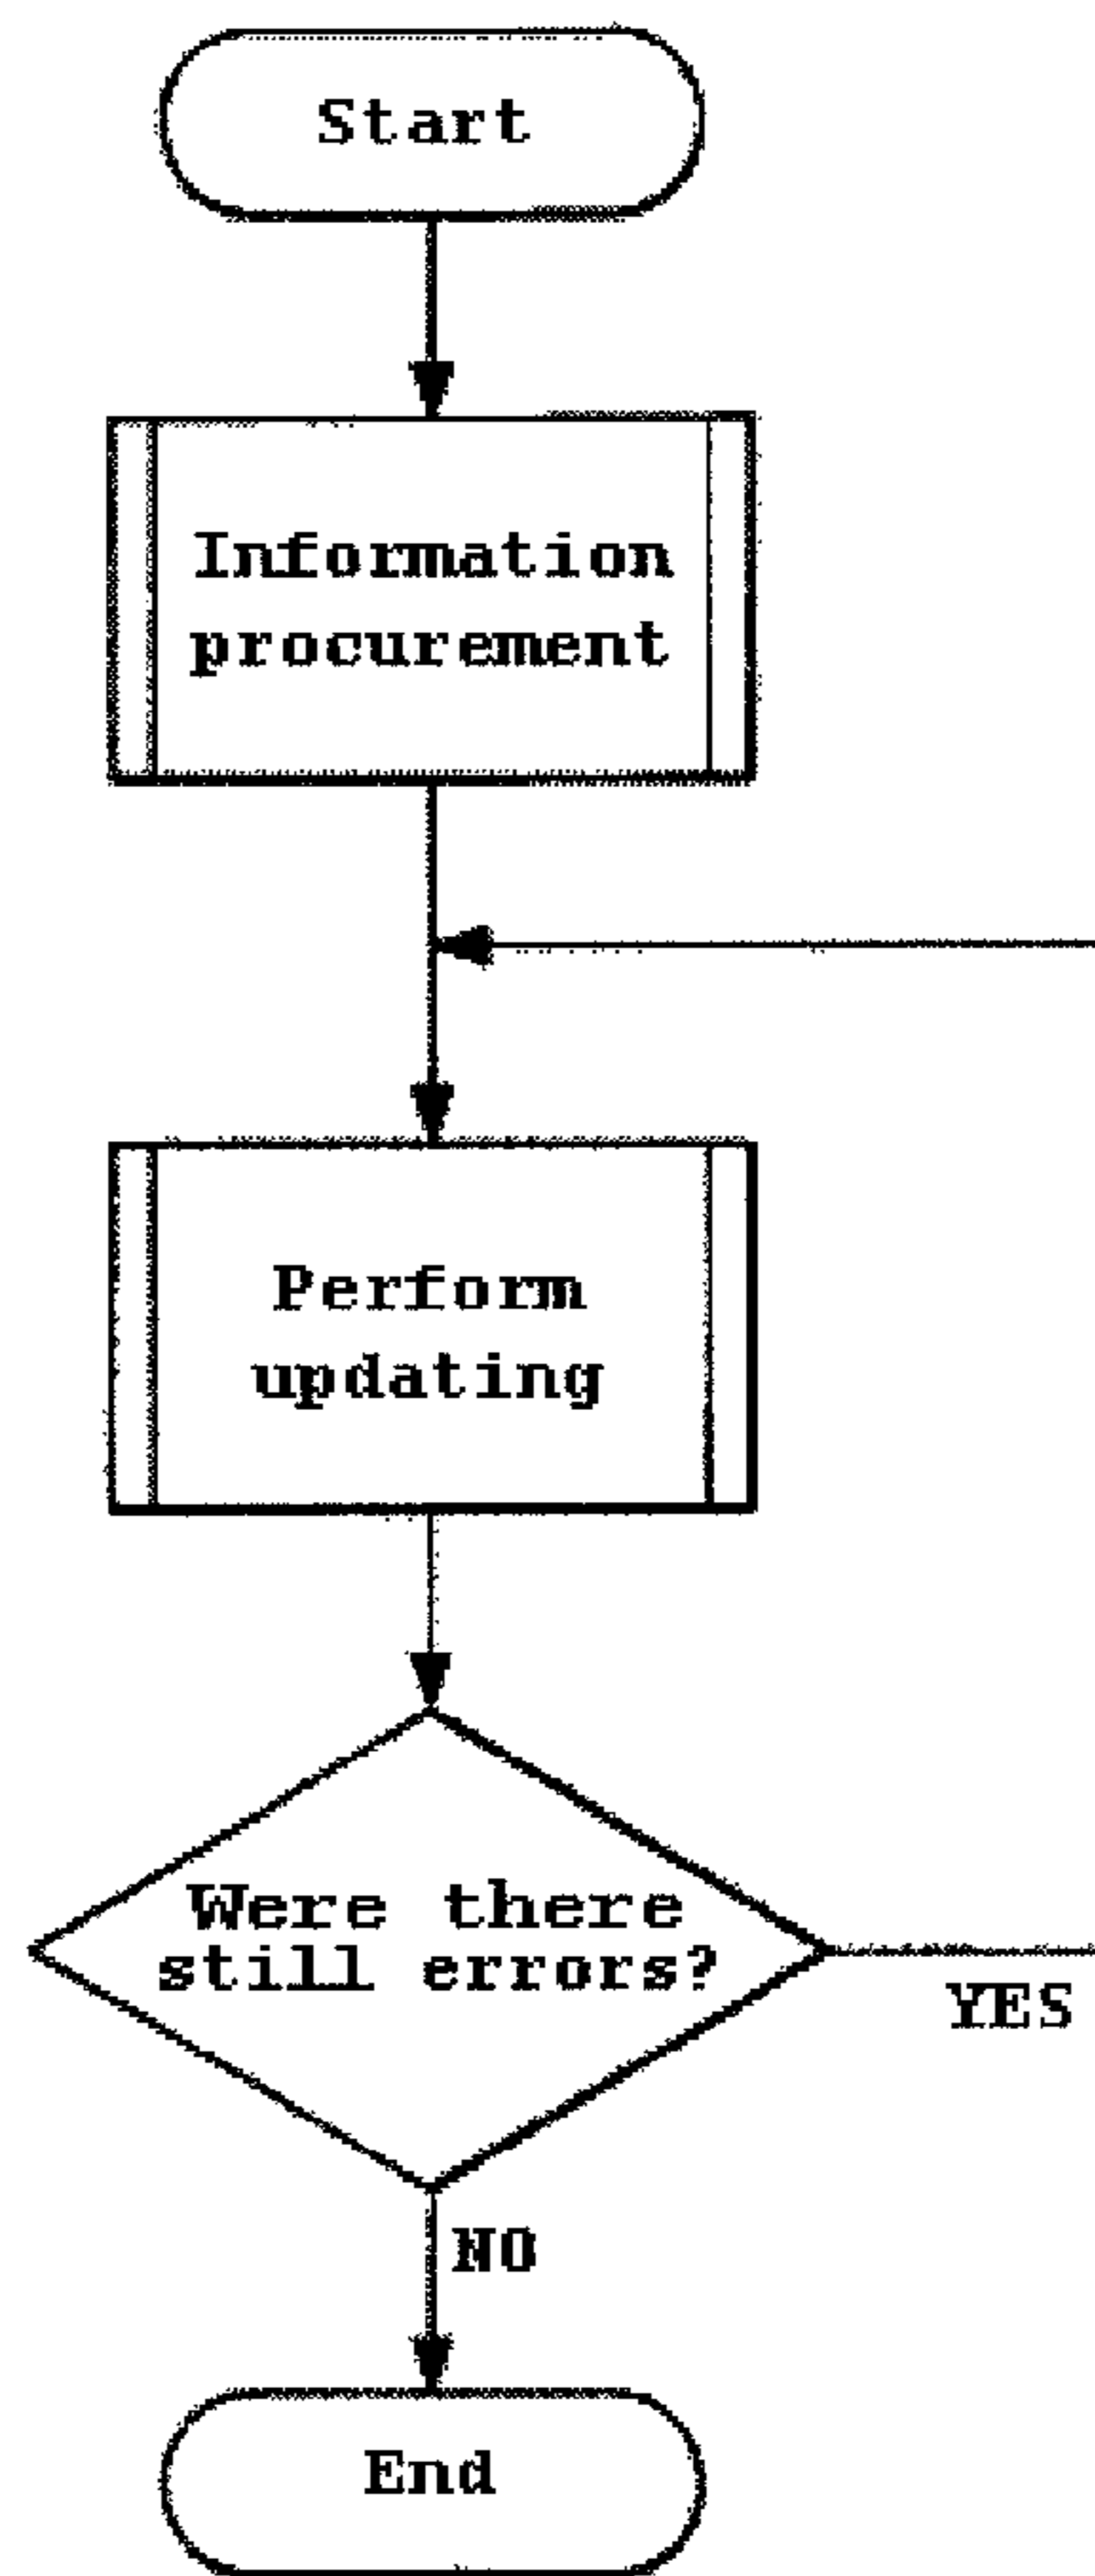 Start
Information
procurement
Perform
updating
Were there
still errors?
YES
NO
End